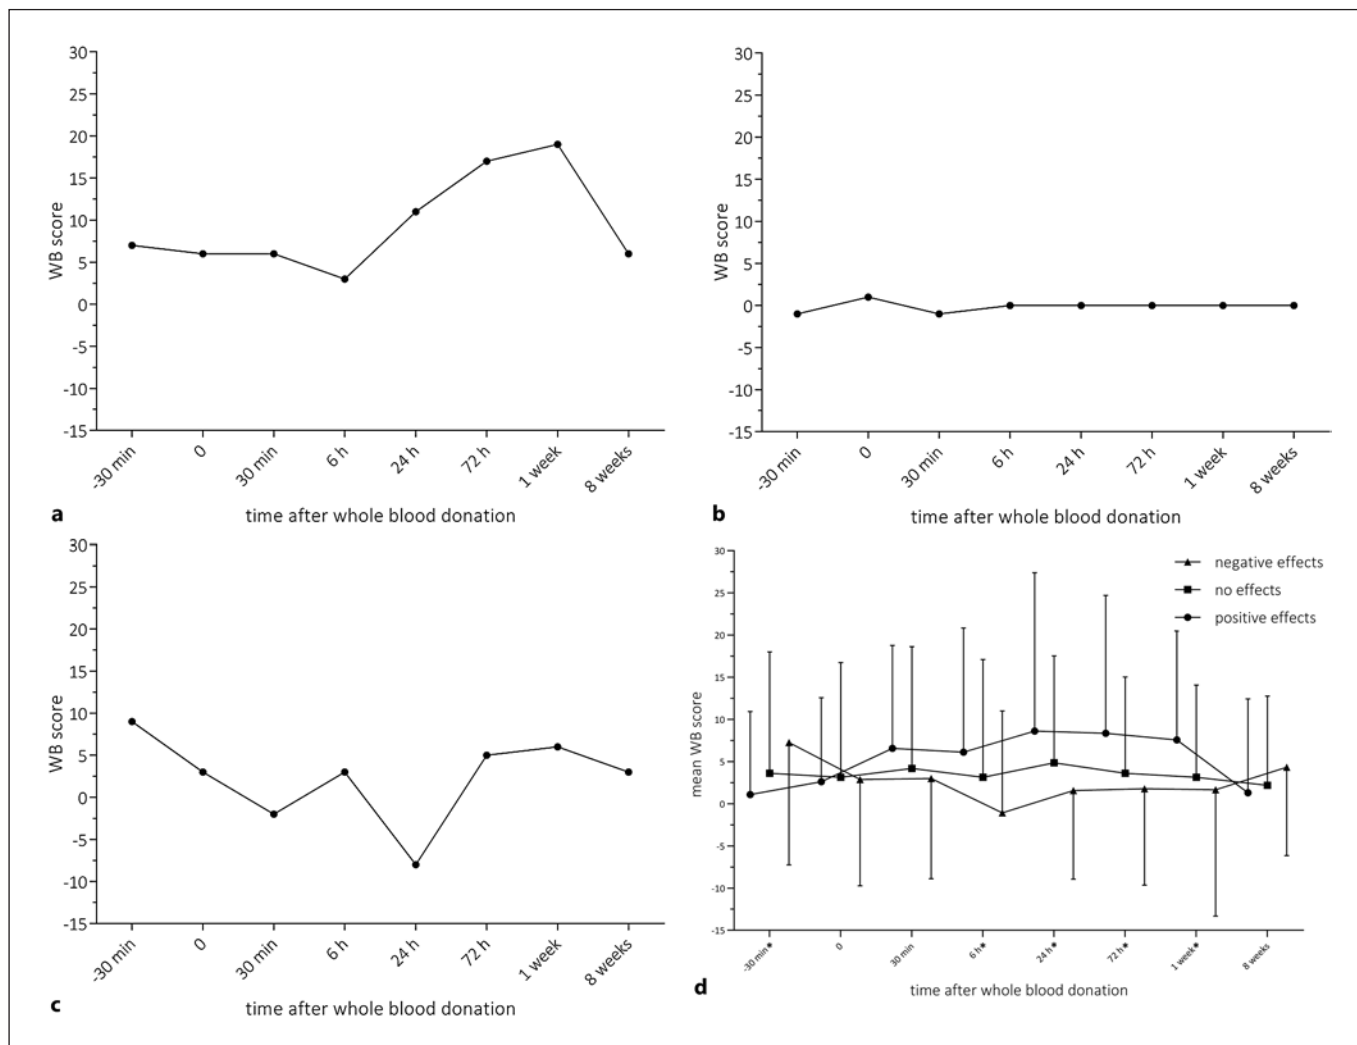 30
25
20
15
10
5
0
-5
-10
-15
WB score
-30 min
0
30 min
6 h
24 h
72 h
1 week
8 weeks
time after whole blood donation
a
30
25
20
15
10
5
0
-5
-10
-15
WB score
-30 min
0
30 min
6 h
24 h
72 h
1 week
8 weeks
time after whole blood donation
b
30
25
20
15
10
5
0
-5
-10
-15
WB score
-30 min
0
30 min
6 h
24 h
72 h
1 week
8 weeks
time after whole blood donation
c
30
25
20
15
10
5
0
-5
-10
-15
mean WB score
negative effects
no effects
positive effects
-30 min*
0
30 min
6 h*
24 h*
72 h*
1 week*
8 weeks
time after whole blood donation
d